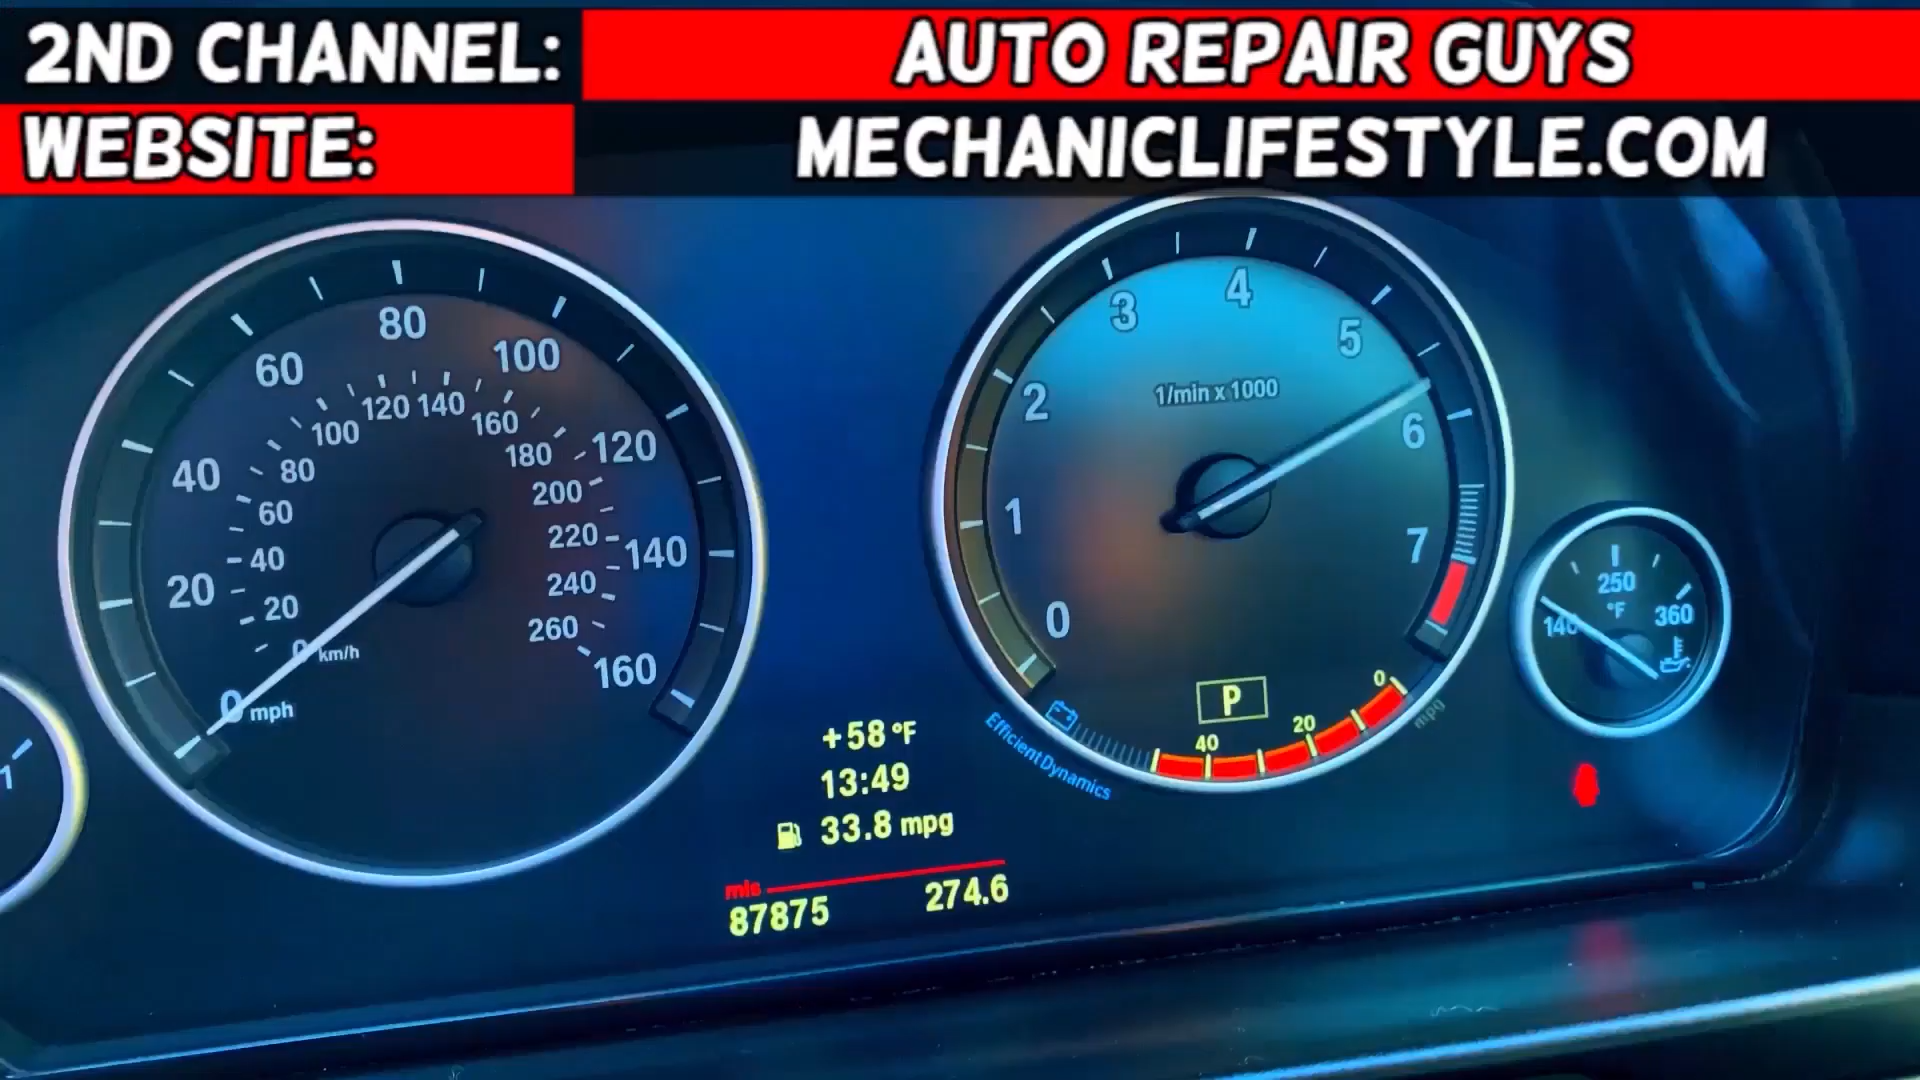 2ND CHANNEL: AUTO REPAIR GUYS
WEBSITE: MECHANICLIFESTYLE.COM
0 20 40 60 80 100 120 140 160
mph
0 20 40 60 80 100 120 140 160 180 200 220 240 260
km/h
0 1 2 3 4 5 6 7
1/min x 1000
P
40 20 0
mpg
EfficientDynamics
140 250 360
°F
1
+58 °F
13:49
33.8 mpg
mls
87875 274.6